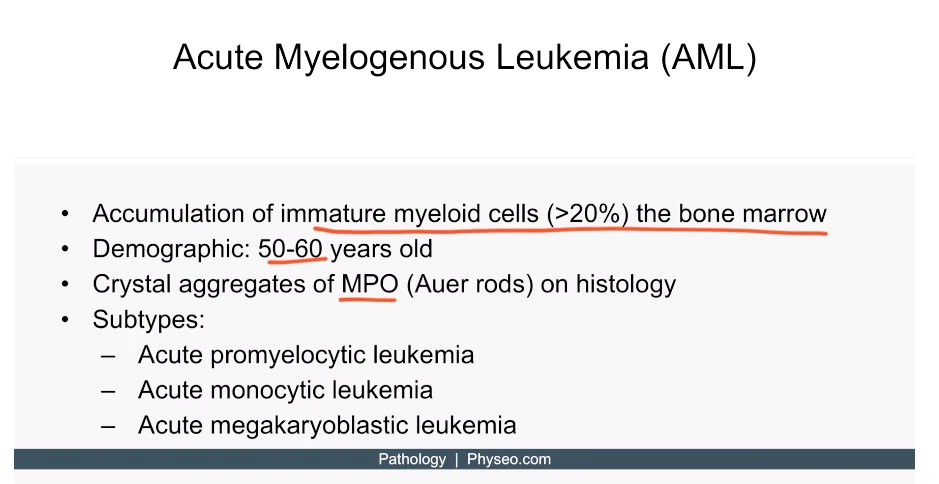 Acute Myelogenous Leukemia (AML)
• Accumulation of immature myeloid cells (>20%) the bone marrow
• Demographic: 50-60 years old
• Crystal aggregates of MPO (Auer rods) on histology
• Subtypes:
– Acute promyelocytic leukemia
– Acute monocytic leukemia
– Acute megakaryoblastic leukemia
Pathology | Physeo.com